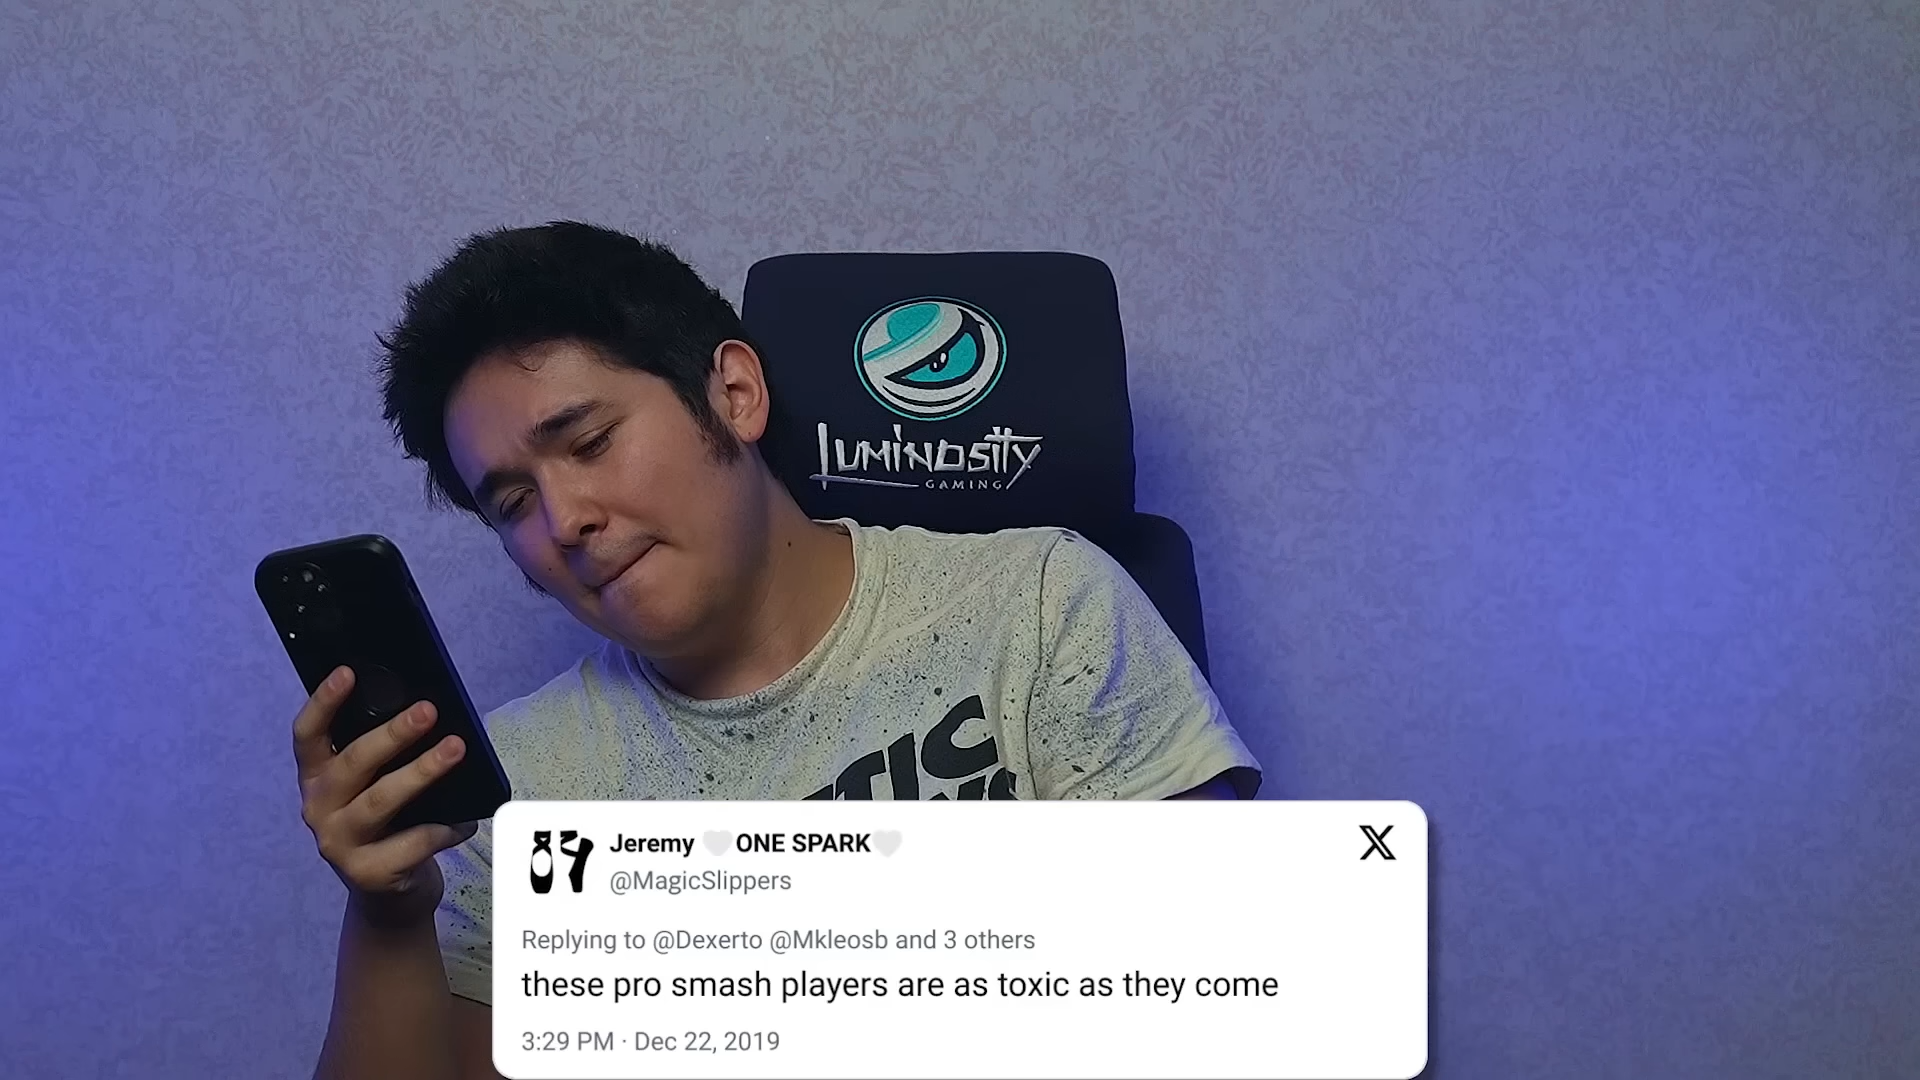 LUMINOSITY
GAMING
TIC
Jeremy 🤍ONE SPARK🤍
@MagicSlippers
Replying to @Dexerto @Mkleosb and 3 others
these pro smash players are as toxic as they come
3:29 PM · Dec 22, 2019